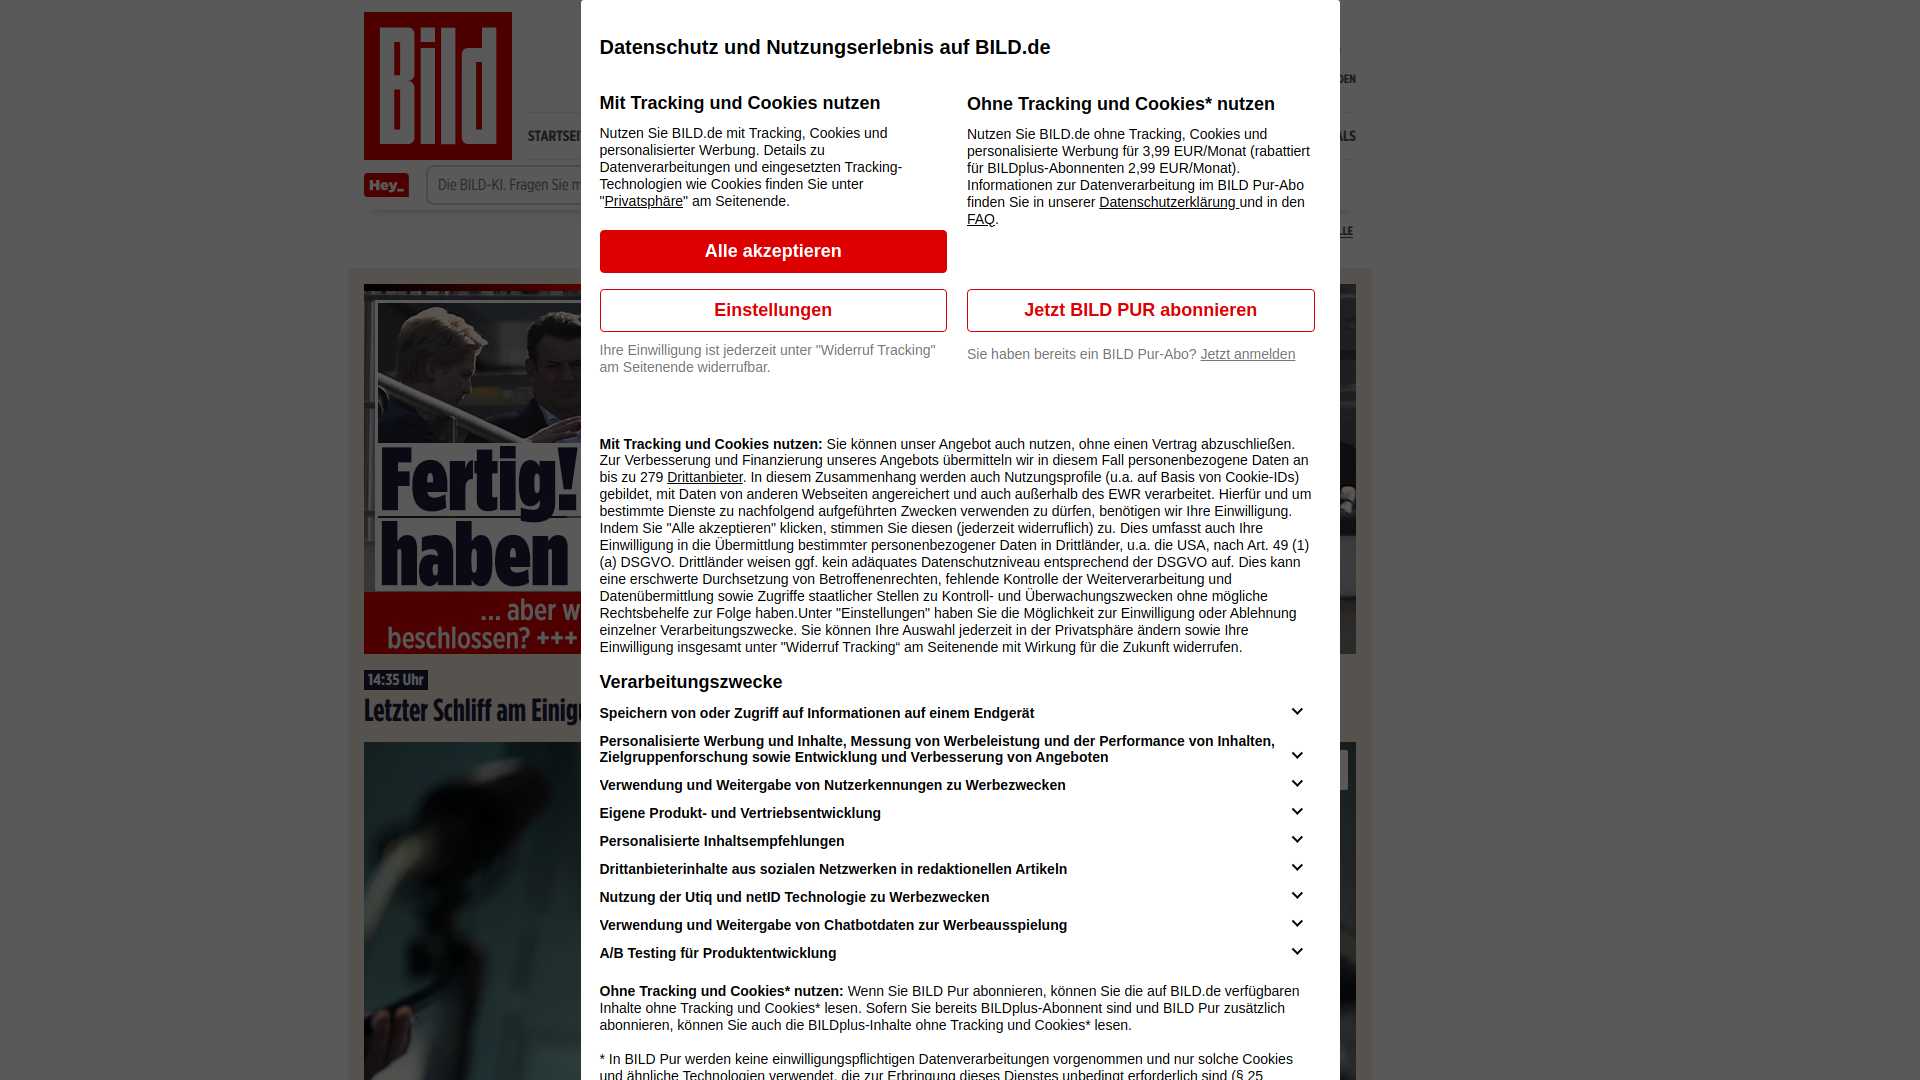 Bild
STARTSEI
Hey_
Die BILD-KI. Fragen Sie m
DEN
ALS
LLE
Fertig!
haben
... aber w
beschlossen? +++
14:35 Uhr
Letzter Schliff am Einigu
Datenschutz und Nutzungserlebnis auf BILD.de
Mit Tracking und Cookies nutzen
Nutzen Sie BILD.de mit Tracking, Cookies und
personalisierter Werbung. Details zu
Datenverarbeitungen und eingesetzten Tracking-
Technologien wie Cookies finden Sie unter
"Privatsphäre" am Seitenende.
Alle akzeptieren
Einstellungen
Ihre Einwilligung ist jederzeit unter "Widerruf Tracking"
am Seitenende widerrufbar.
Ohne Tracking und Cookies* nutzen
Nutzen Sie BILD.de ohne Tracking, Cookies und
personalisierte Werbung für 3,99 EUR/Monat (rabattiert
für BILDplus-Abonnenten 2,99 EUR/Monat).
Informationen zur Datenverarbeitung im BILD Pur-Abo
finden Sie in unserer Datenschutzerklärung und in den
FAQ.
Jetzt BILD PUR abonnieren
Sie haben bereits ein BILD Pur-Abo? Jetzt anmelden
Mit Tracking und Cookies nutzen: Sie können unser Angebot auch nutzen, ohne einen Vertrag abzuschließen.
Zur Verbesserung und Finanzierung unseres Angebots übermitteln wir in diesem Fall personenbezogene Daten an
bis zu 279 Drittanbieter. In diesem Zusammenhang werden auch Nutzungsprofile (u.a. auf Basis von Cookie-IDs)
gebildet, mit Daten von anderen Webseiten angereichert und auch außerhalb des EWR verarbeitet. Hierfür und um
bestimmte Dienste zu nachfolgend aufgeführten Zwecken verwenden zu dürfen, benötigen wir Ihre Einwilligung.
Indem Sie "Alle akzeptieren" klicken, stimmen Sie diesen (jederzeit widerruflich) zu. Dies umfasst auch Ihre
Einwilligung in die Übermittlung bestimmter personenbezogener Daten in Drittländer, u.a. die USA, nach Art. 49 (1)
(a) DSGVO. Drittländer weisen ggf. kein adäquates Datenschutzniveau entsprechend der DSGVO auf. Dies kann
eine erschwerte Durchsetzung von Betroffenenrechten, fehlende Kontrolle der Weiterverarbeitung und
Datenübermittlung sowie Zugriffe staatlicher Stellen zu Kontroll- und Überwachungszwecken ohne mögliche
Rechtsbehelfe zur Folge haben.Unter "Einstellungen" haben Sie die Möglichkeit zur Einwilligung oder Ablehnung
einzelner Verarbeitungszwecke. Sie können Ihre Auswahl jederzeit in der Privatsphäre ändern sowie Ihre
Einwilligung insgesamt unter "Widerruf Tracking“ am Seitenende mit Wirkung für die Zukunft widerrufen.
Verarbeitungszwecke
Speichern von oder Zugriff auf Informationen auf einem Endgerät
Personalisierte Werbung und Inhalte, Messung von Werbeleistung und der Performance von Inhalten,
Zielgruppenforschung sowie Entwicklung und Verbesserung von Angeboten
Verwendung und Weitergabe von Nutzerkennungen zu Werbezwecken
Eigene Produkt- und Vertriebsentwicklung
Personalisierte Inhaltsempfehlungen
Drittanbieterinhalte aus sozialen Netzwerken in redaktionellen Artikeln
Nutzung der Utiq und netID Technologie zu Werbezwecken
Verwendung und Weitergabe von Chatbotdaten zur Werbeausspielung
A/B Testing für Produktentwicklung
Ohne Tracking und Cookies* nutzen: Wenn Sie BILD Pur abonnieren, können Sie die auf BILD.de verfügbaren
Inhalte ohne Tracking und Cookies* lesen. Sofern Sie bereits BILDplus-Abonnent sind und BILD Pur zusätzlich
abonnieren, können Sie auch die BILDplus-Inhalte ohne Tracking und Cookies* lesen.
* In BILD Pur werden keine einwilligungspflichtigen Datenverarbeitungen vorgenommen und nur solche Cookies
und ähnliche Technologien verwendet, die zur Erbringung dieses Dienstes unbedingt erforderlich sind (§ 25